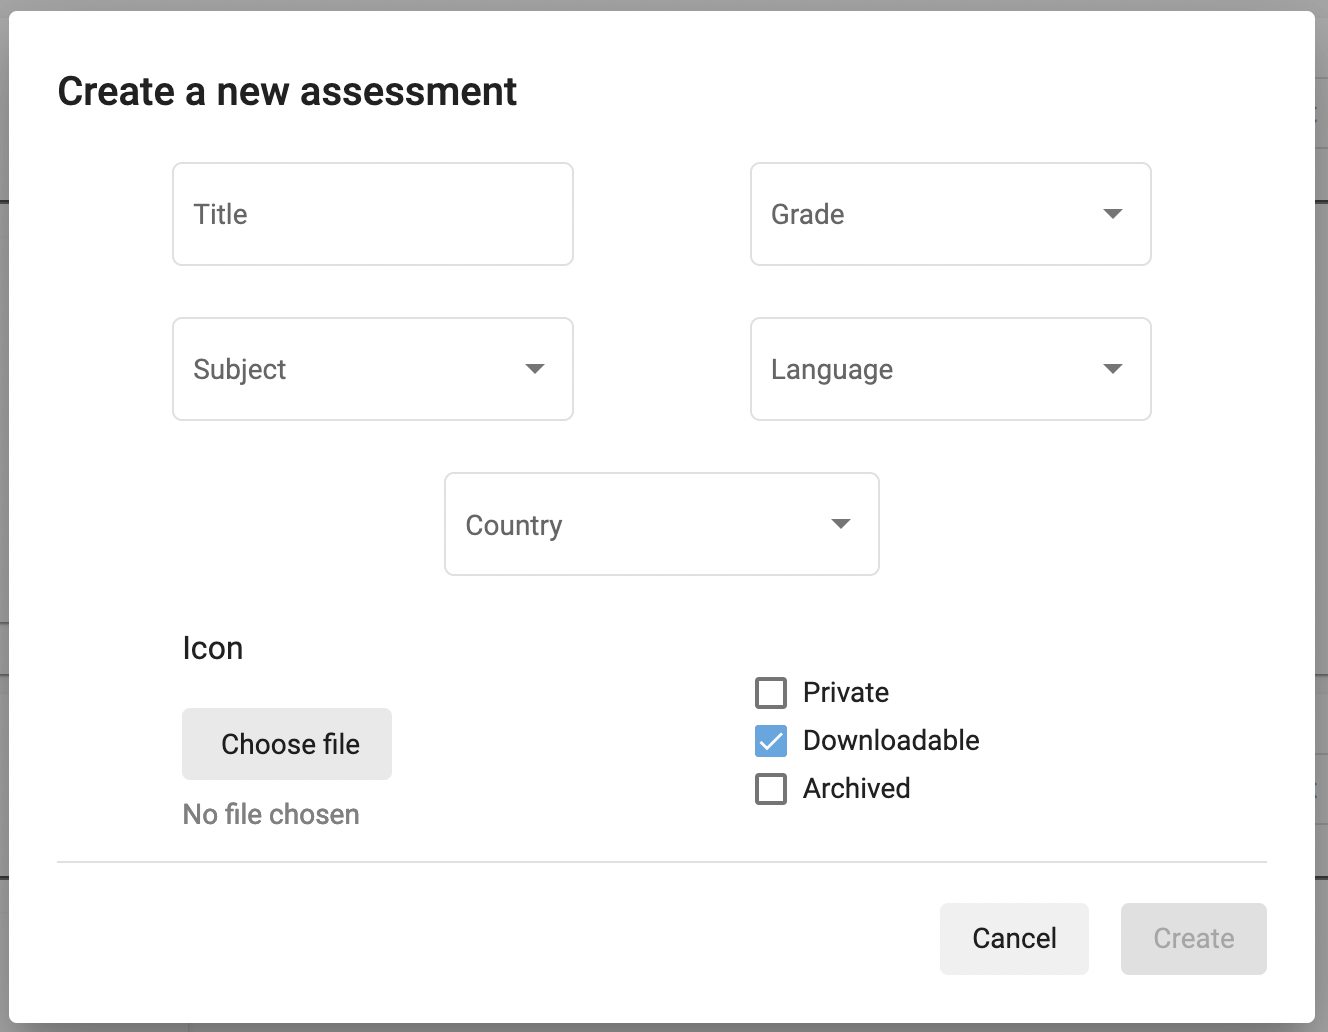 Create a new assessment
Title
Grade
Subject
Language
Country
Icon
Choose file
No file chosen
Private
Downloadable
Archived
Cancel
Create